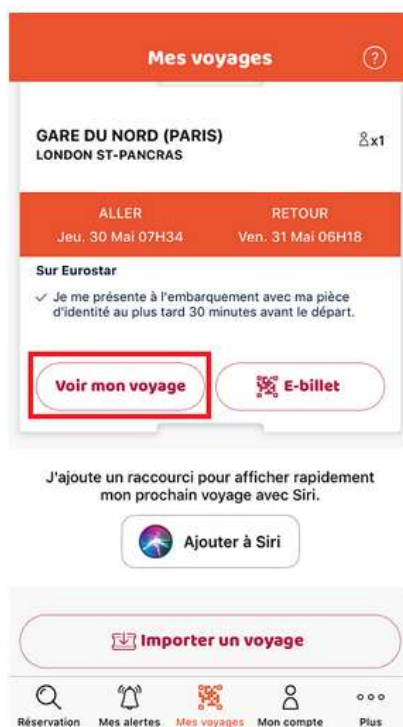 Mes voyages
?
GARE DU NORD (PARIS)
x1
LONDON ST-PANCRAS
ALLER
RETOUR
Jeu. 30 Mai 07H34
Ven. 31 Mai 06H18
Sur Eurostar
✓ Je me présente à l'embarquement avec ma pièce
d'identité au plus tard 30 minutes avant le départ.
Voir mon voyage
E-billet
J'ajoute un raccourci pour afficher rapidement
mon prochain voyage avec Siri.
Ajouter à Siri
Importer un voyage
Réservation
Mes alertes
Mes voyages
Mon compte
Plus